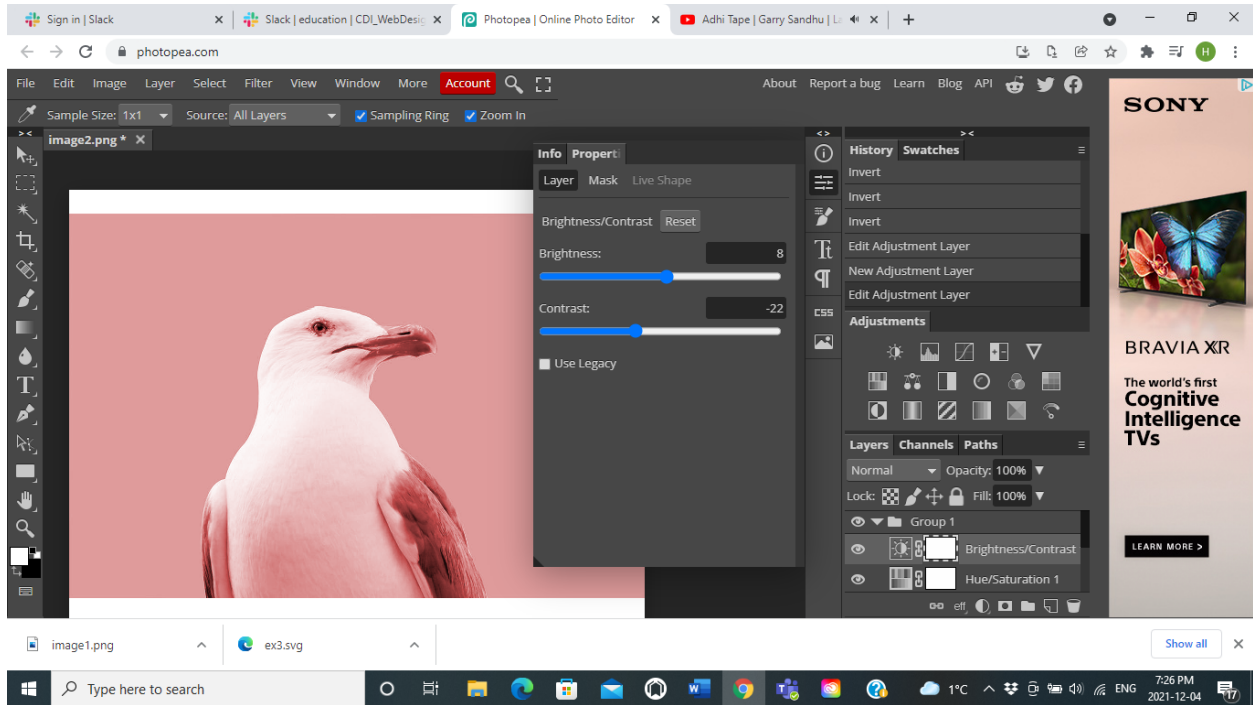 Sign in | Slack
Slack | education | CDI_WebDesig
Photopea | Online Photo Editor
Adhi Tape | Garry Sandhu | La
photopea.com
H
File Edit Image Layer Select Filter View Window More Account
About Report a bug Learn Blog API
Sample Size: 1x1 Source: All Layers Sampling Ring Zoom In
image2.png *
Info Properti
Layer Mask Live Shape
Brightness/Contrast Reset
Brightness: 8
Contrast: -22
Use Legacy
CSS
History Swatches
Invert
Invert
Invert
Edit Adjustment Layer
New Adjustment Layer
Edit Adjustment Layer
Adjustments
Layers Channels Paths
Normal Opacity: 100%
Lock: Fill: 100%
Group 1
Brightness/Contrast
Hue/Saturation 1
eff
SONY
BRAVIA XR
The world's first
Cognitive
Intelligence
TVs
LEARN MORE >
image1.png
ex3.svg
Show all
Type here to search
1°C
ENG
7:26 PM
2021-12-04
17